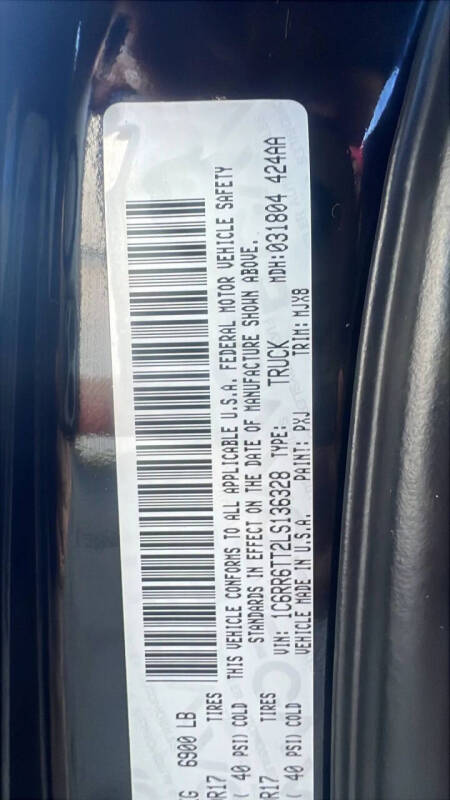 KG 6900 LB
R17 TIRES
( 40 PSI) COLD
THIS VEHICLE CONFORMS TO ALL APPLICABLE U.S.A. FEDERAL MOTOR VEHICLE SAFETY
STANDARDS IN EFFECT ON THE DATE OF MANUFACTURE SHOWN ABOVE.
R17 TIRES
( 40 PSI) COLD
VIN: 1C6RR6TT2LS136328 TYPE: TRUCK MDH:031804 424AA
VEHICLE MADE IN U.S.A. PAINT: PXJ TRIM: MJX8